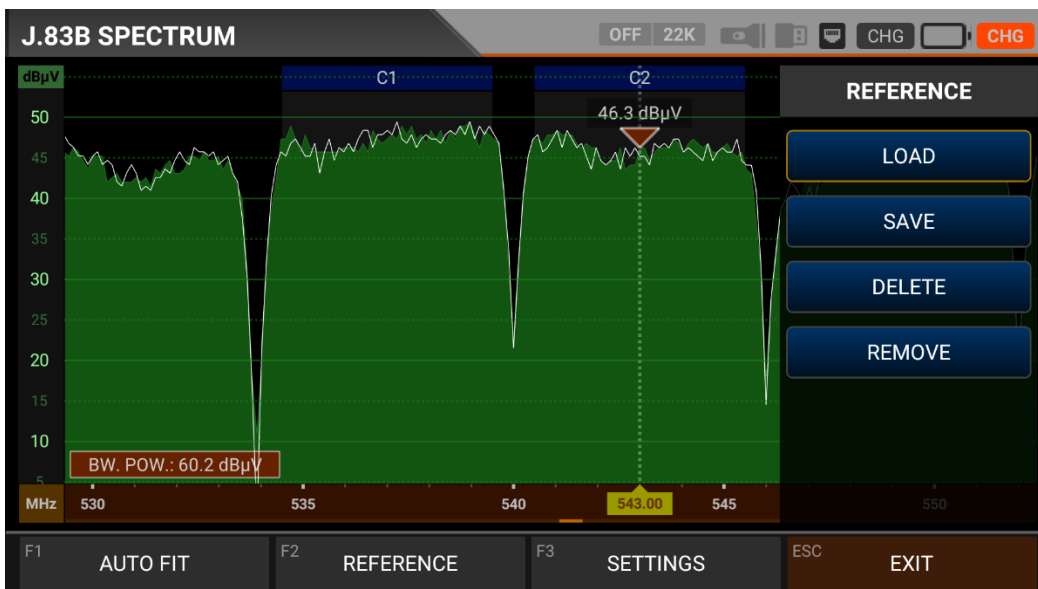 J.83B SPECTRUM
OFF 22K CHG CHG
dBµV
C1 C2
46.3 dBµV
REFERENCE
50
45
40
35
30
25
20
15
10
5
LOAD
SAVE
DELETE
REMOVE
BW. POW.: 60.2 dBµV
MHz 530 535 540 543.00 545 550
F1 AUTO FIT
F2 REFERENCE
F3 SETTINGS
ESC EXIT